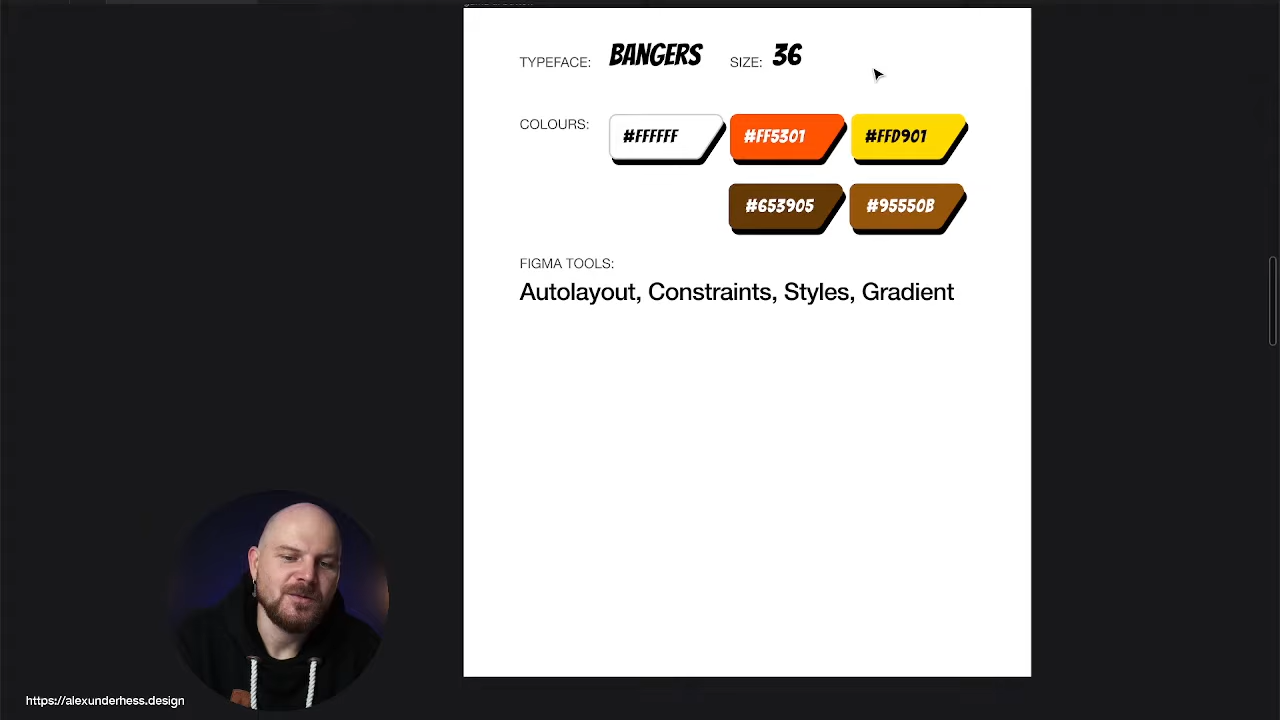 TYPEFACE: BANGERS SIZE: 36
COLOURS: #FFFFFF #FF5301 #FFD901
#653905 #95550B
FIGMA TOOLS:
Autolayout, Constraints, Styles, Gradient
https://alexunderhess.design